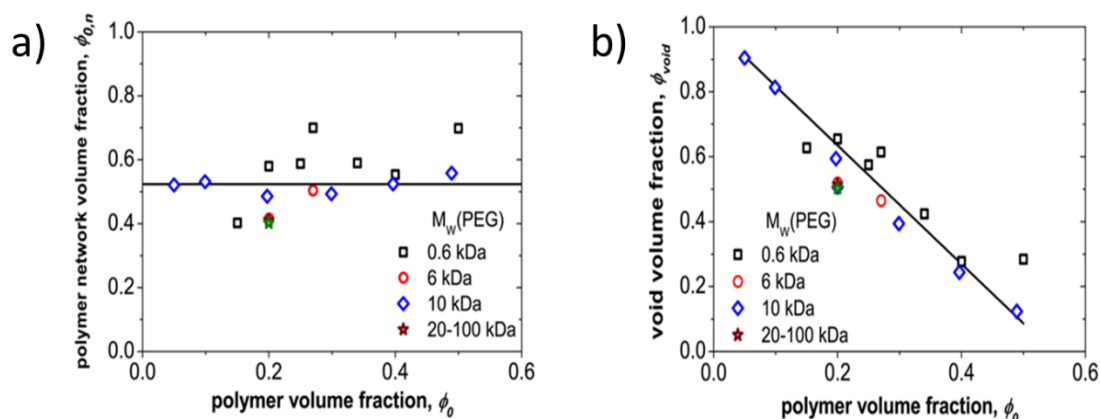 a)
polymer network volume fraction, ϕ0,n
1.0
0.8
0.6
0.4
0.2
0.0
MW(PEG)
0.6 kDa
6 kDa
10 kDa
20-100 kDa
0.0 0.2 0.4 0.6
polymer volume fraction, ϕ0
b)
void volume fraction, ϕvoid
1.0
0.8
0.6
0.4
0.2
0.0
MW(PEG)
0.6 kDa
6 kDa
10 kDa
20-100 kDa
0.0 0.2 0.4 0.6
polymer volume fraction, ϕ0